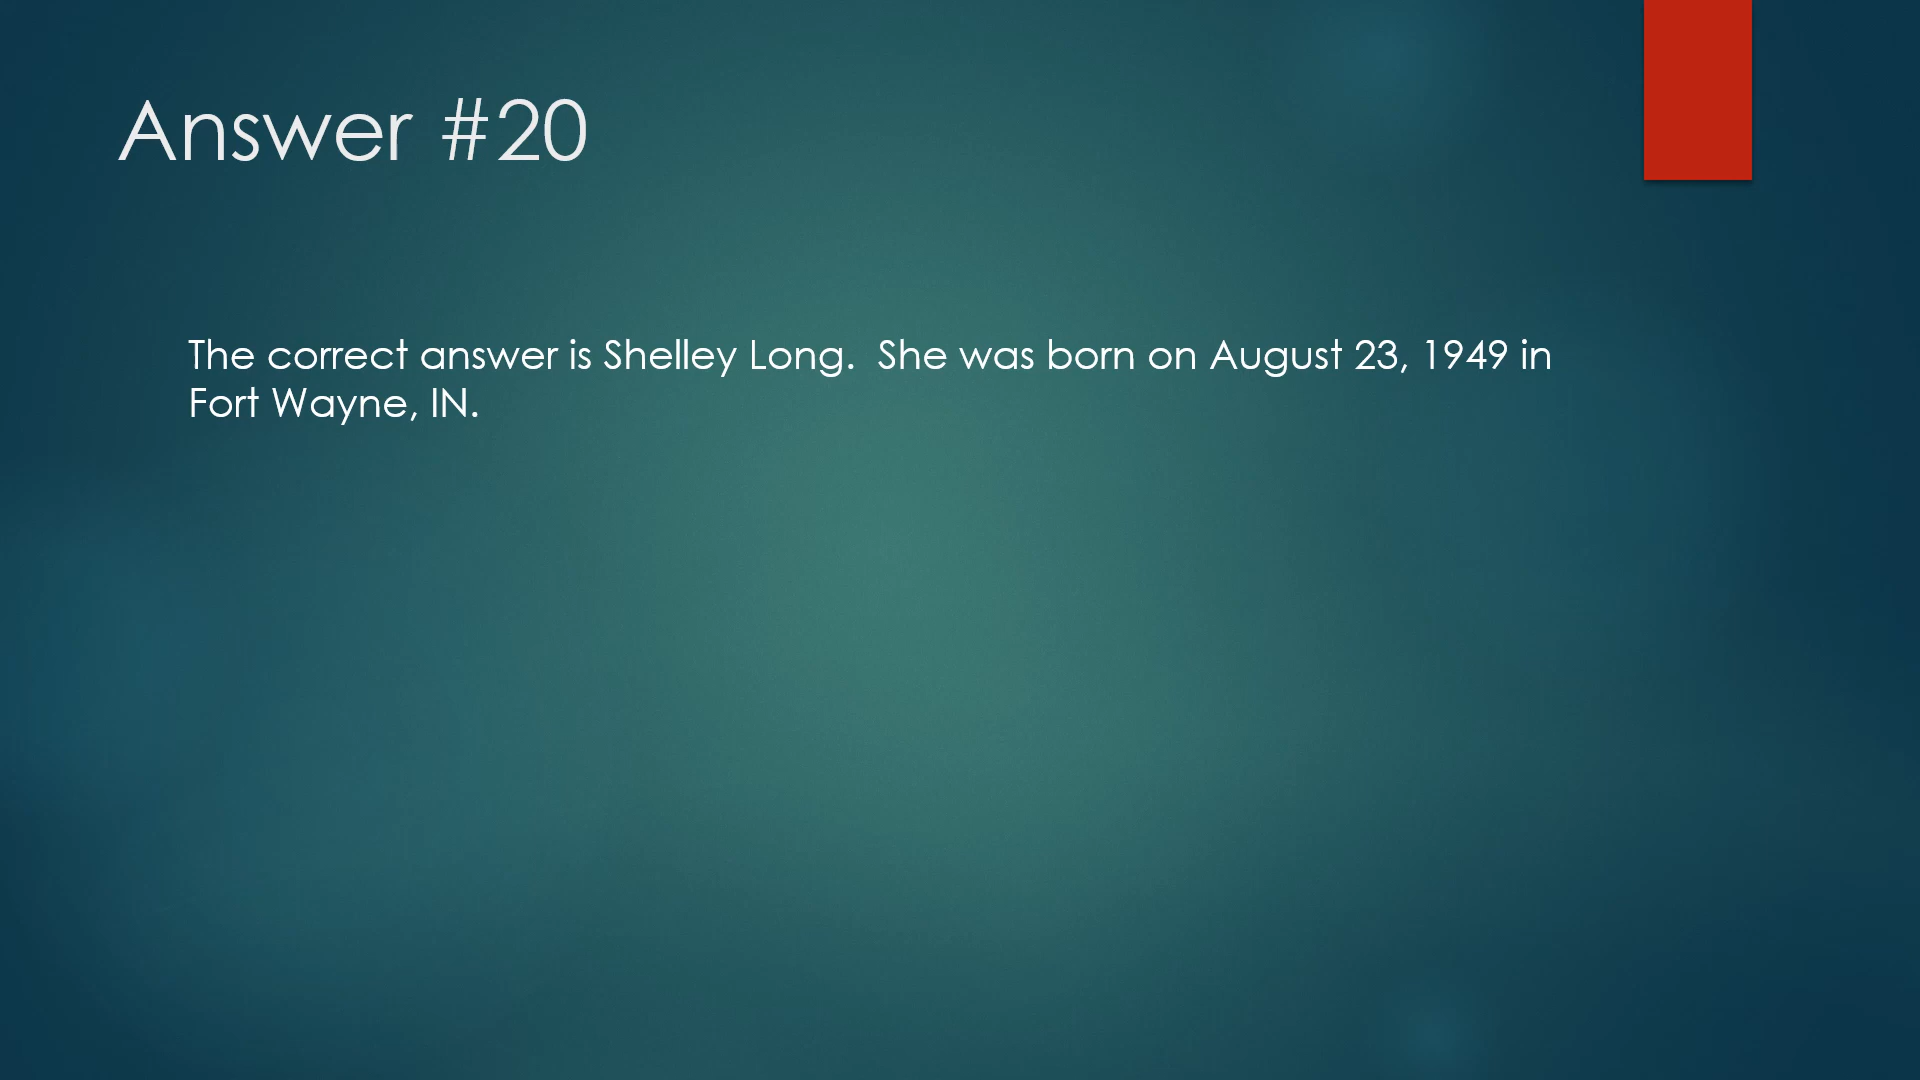 Answer #20
The correct answer is Shelley Long.  She was born on August 23, 1949 in
Fort Wayne, IN.